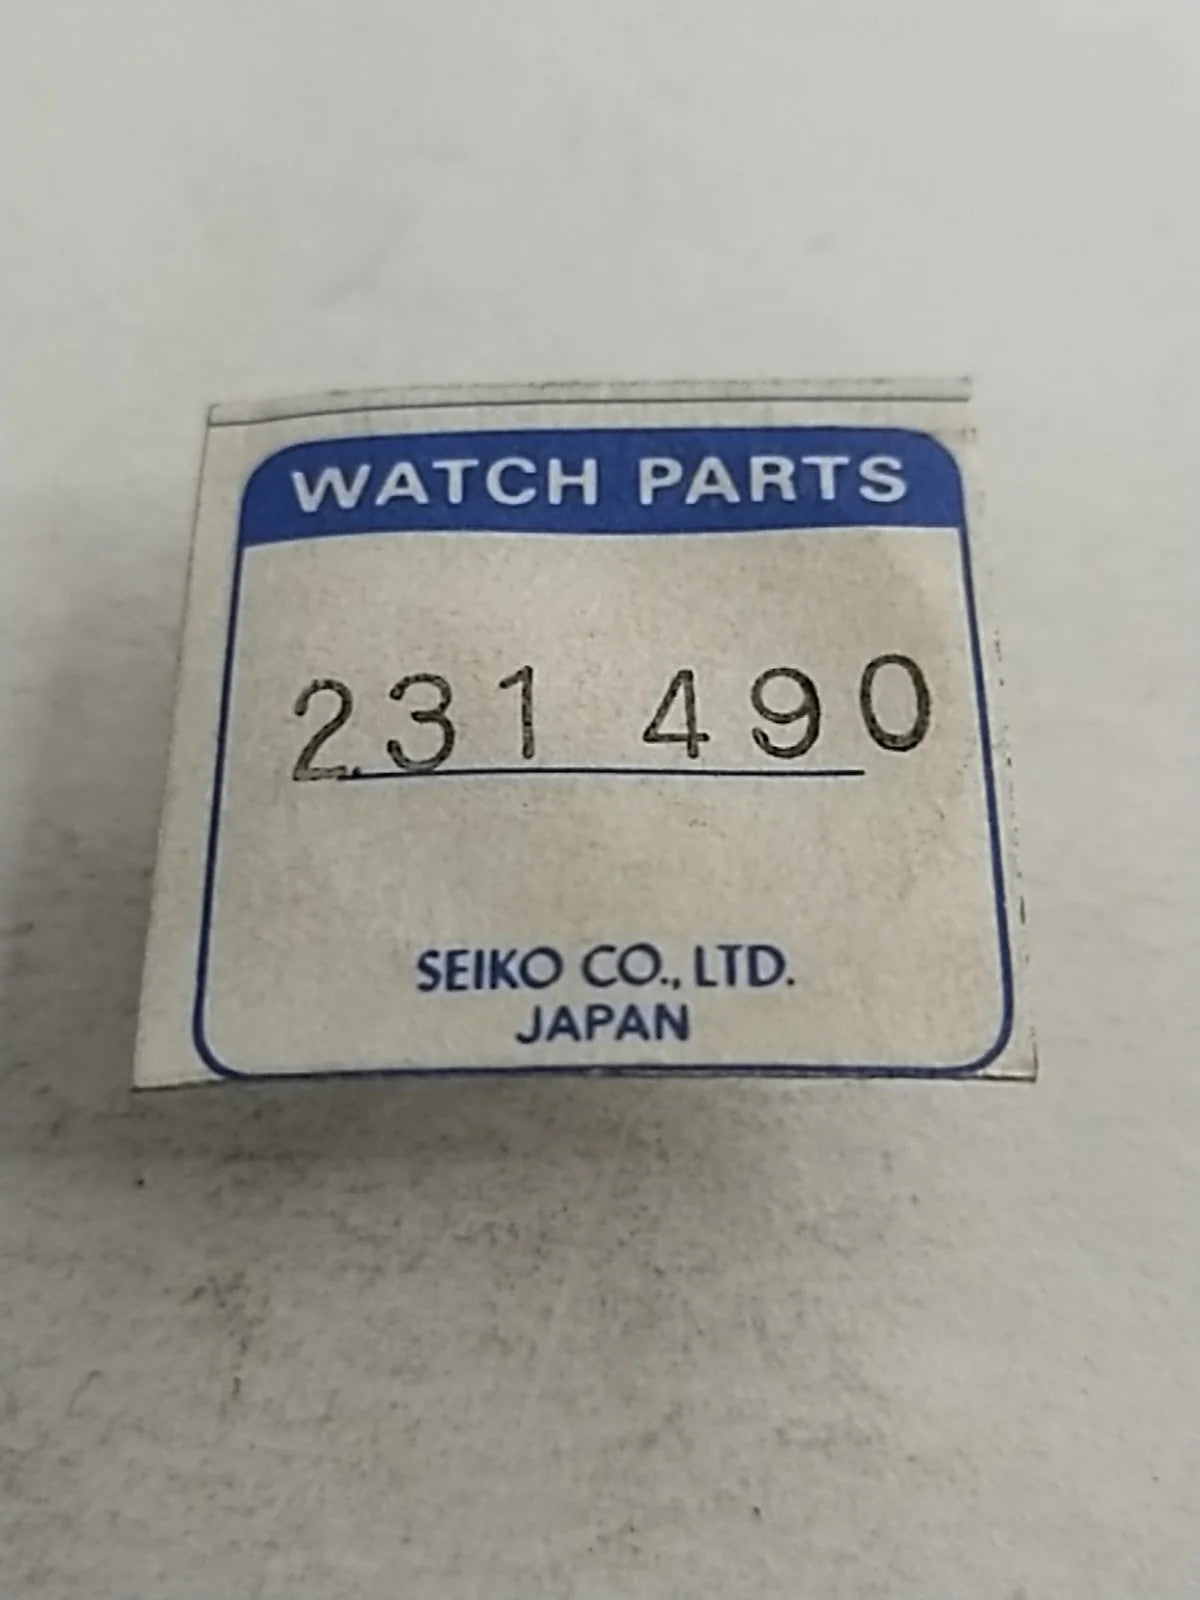 WATCH PARTS
231 490
SEIKO CO., LTD.
JAPAN